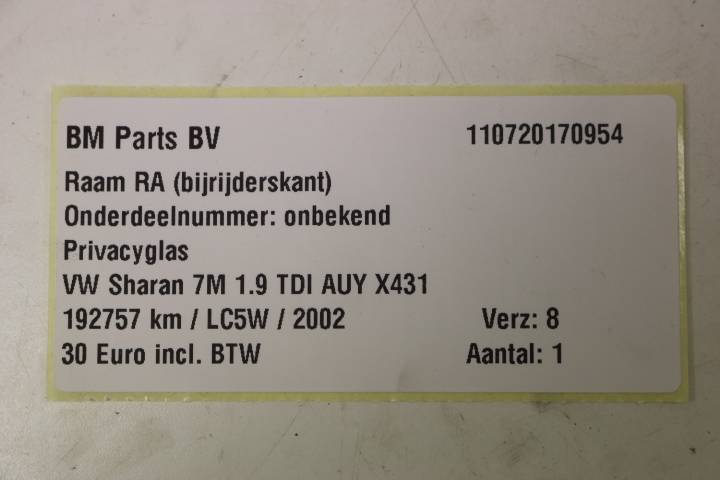 BM Parts BV 110720170954
Raam RA (bijrijderskant)
Onderdeelnummer: onbekend
Privacyglas
VW Sharan 7M 1.9 TDI AUY X431
192757 km / LC5W / 2002 Verz: 8
30 Euro incl. BTW Aantal: 1